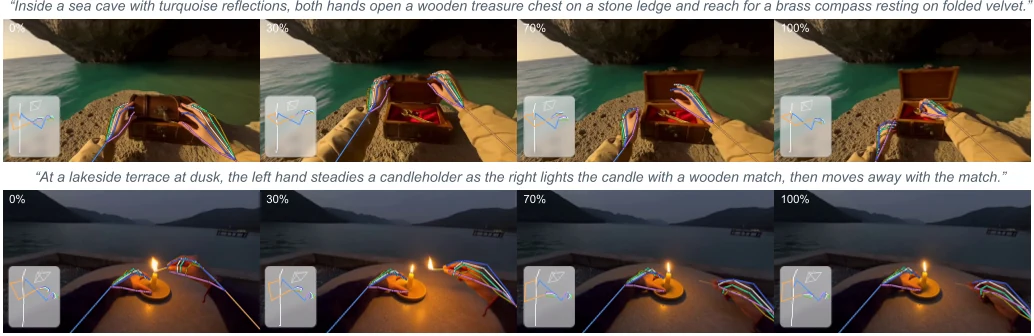 “Inside a sea cave with turquoise reflections, both hands open a wooden treasure chest on a stone ledge and reach for a brass compass resting on folded velvet.”
0% 30% 70% 100%
“At a lakeside terrace at dusk, the left hand steadies a candleholder as the right lights the candle with a wooden match, then moves away with the match.”
0% 30% 70% 100%